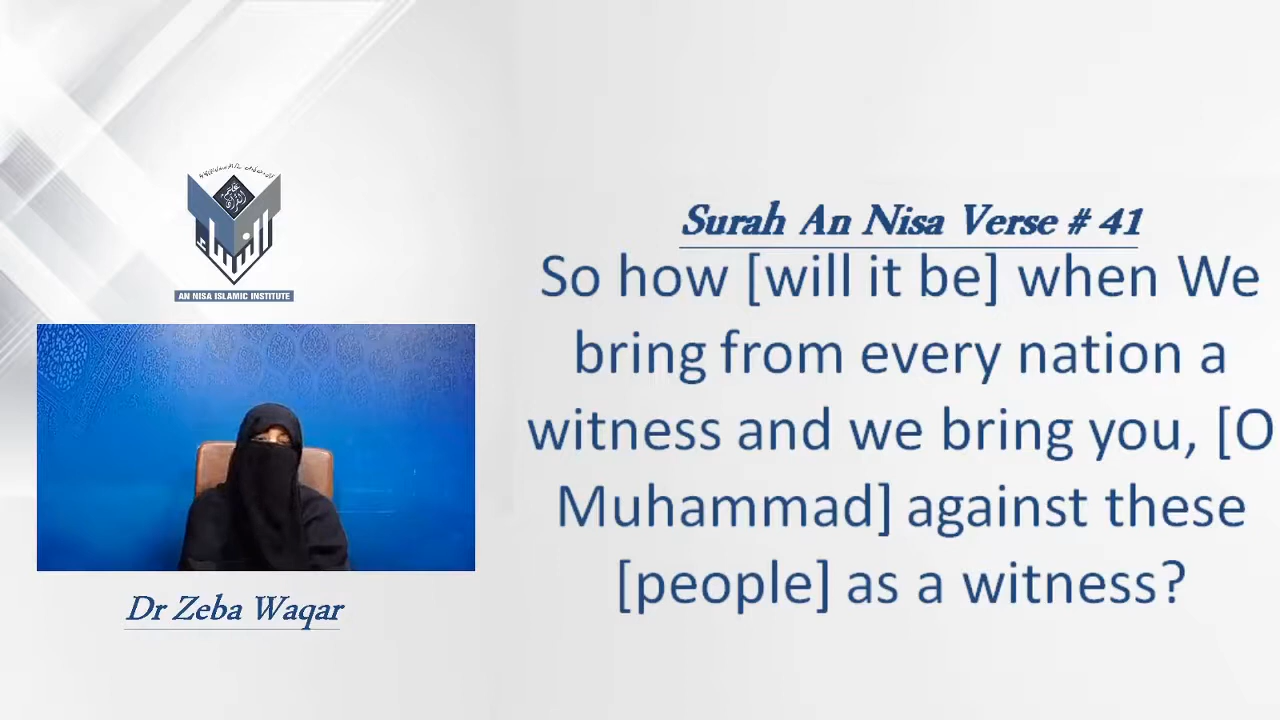 النساء
AN NISA ISLAMIC INSTITUTE
Dr Zeba Waqar
Surah An Nisa Verse # 41
So how [will it be] when We
bring from every nation a
witness and we bring you, [O
Muhammad] against these
[people] as a witness?